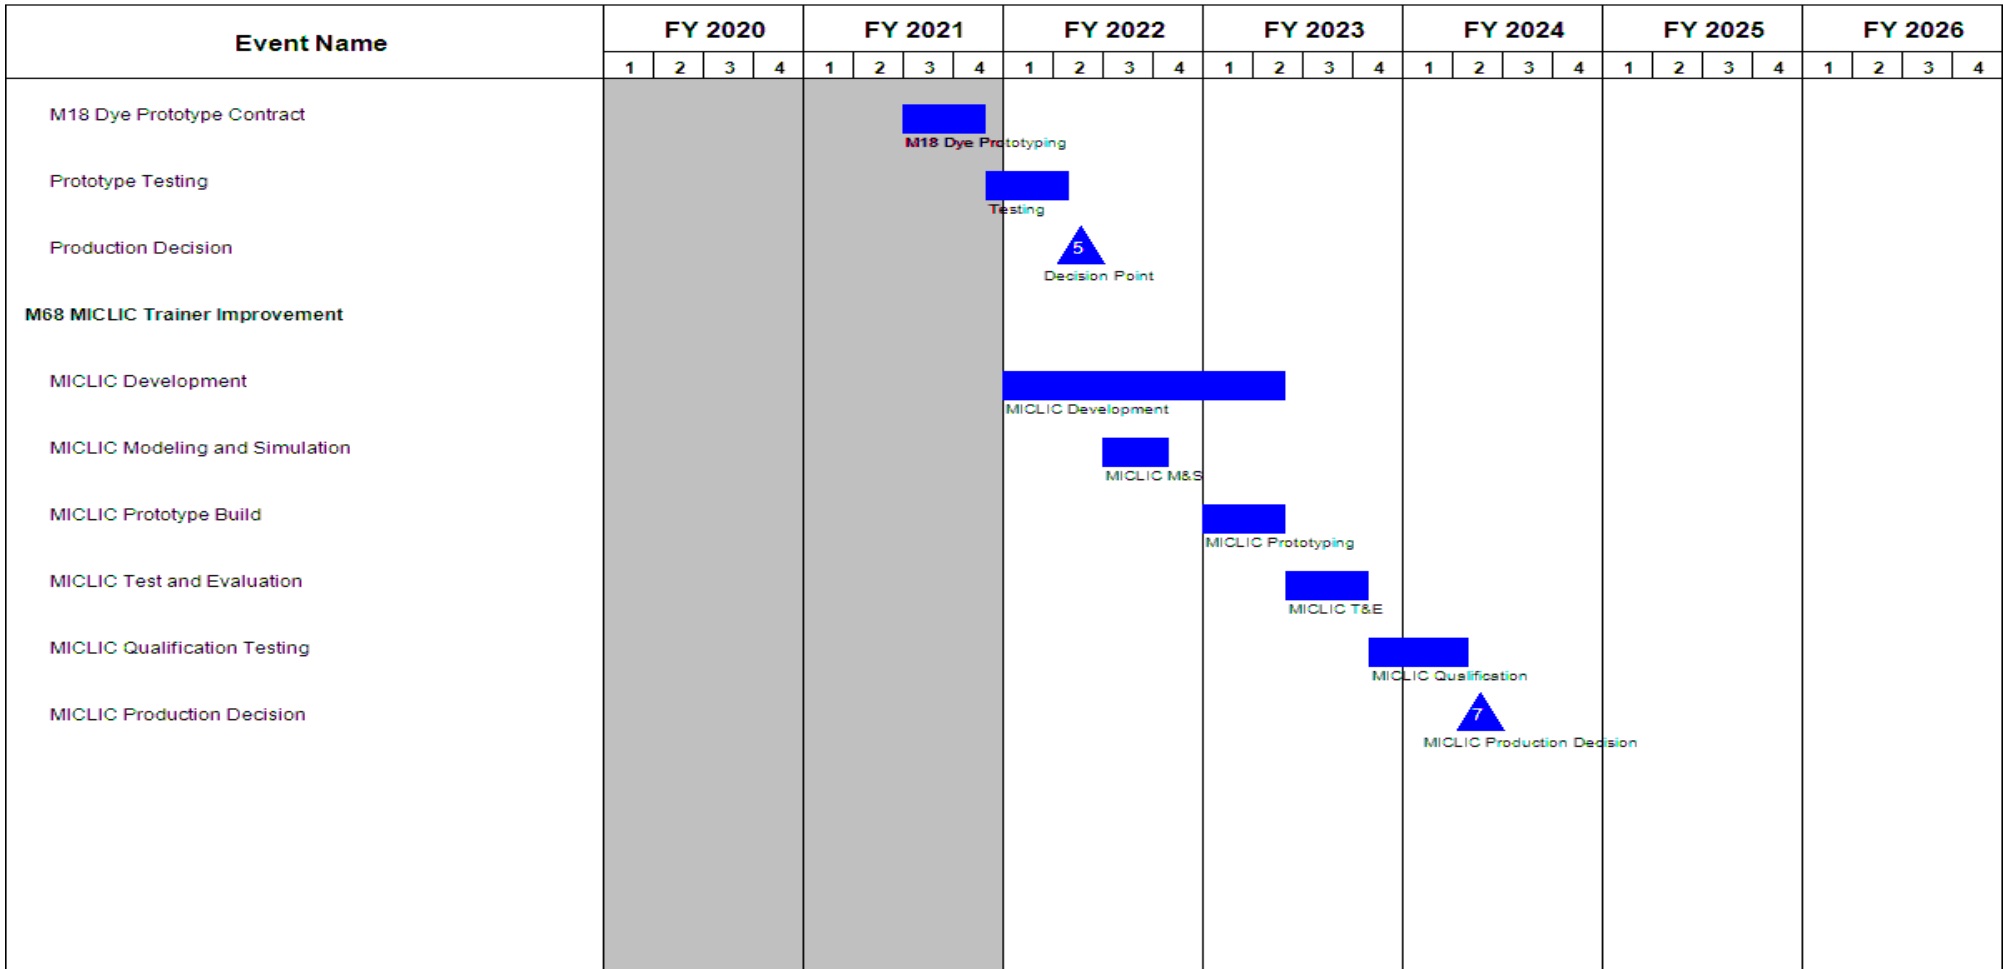 Event Name FY 2020 FY 2021 FY 2022 FY 2023 FY 2024 FY 2025 FY 2026
1 2 3 4 1 2 3 4 1 2 3 4 1 2 3 4 1 2 3 4 1 2 3 4 1 2 3 4
M18 Dye Prototype Contract
M18 Dye Prototyping
Prototype Testing
Testing
Production Decision
5
Decision Point
M68 MICLIC Trainer Improvement
MICLIC Development
MICLIC Development
MICLIC Modeling and Simulation
MICLIC M&S
MICLIC Prototype Build
MICLIC Prototyping
MICLIC Test and Evaluation
MICLIC T&E
MICLIC Qualification Testing
MICLIC Qualification
MICLIC Production Decision
7
MICLIC Production Decision